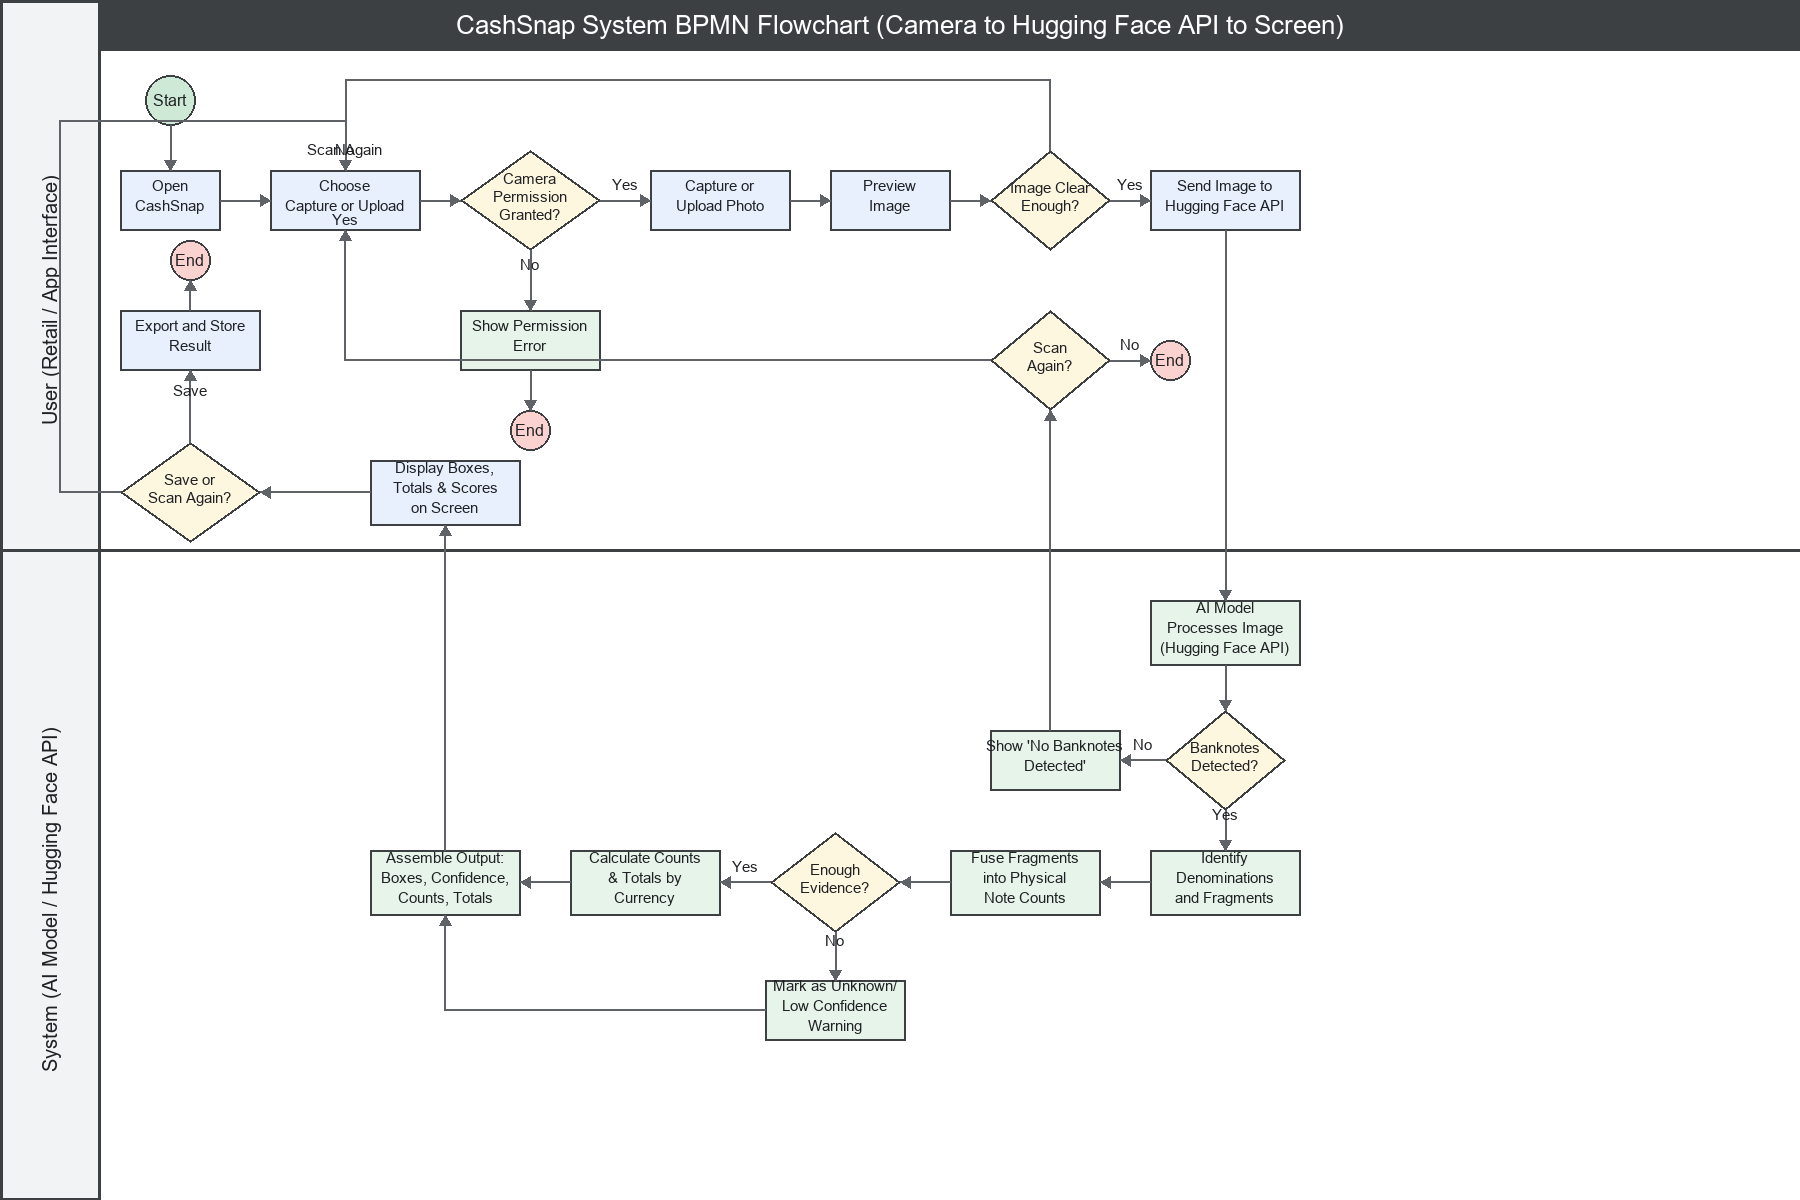 CashSnap System BPMN Flowchart (Camera to Hugging Face API to Screen)
User (Retail / App Interface)
Start
Scan Again
No
Open
CashSnap
Choose
Capture or Upload
Yes
Camera
Permission
Granted?
Yes
Capture or
Upload Photo
Preview
Image
Image Clear
Enough?
Yes
Send Image to
Hugging Face API
No
End
Export and Store
Result
Show Permission
Error
Scan
Again?
No
End
Save
End
Save or
Scan Again?
Display Boxes,
Totals & Scores
on Screen
System (AI Model / Hugging Face API)
AI Model
Processes Image
(Hugging Face API)
Show 'No Banknotes
Detected'
No
Banknotes
Detected?
Yes
Assemble Output:
Boxes, Confidence,
Counts, Totals
Calculate Counts
& Totals by
Currency
Yes
Enough
Evidence?
Fuse Fragments
into Physical
Note Counts
Identify
Denominations
and Fragments
No
Mark as Unknown/
Low Confidence
Warning